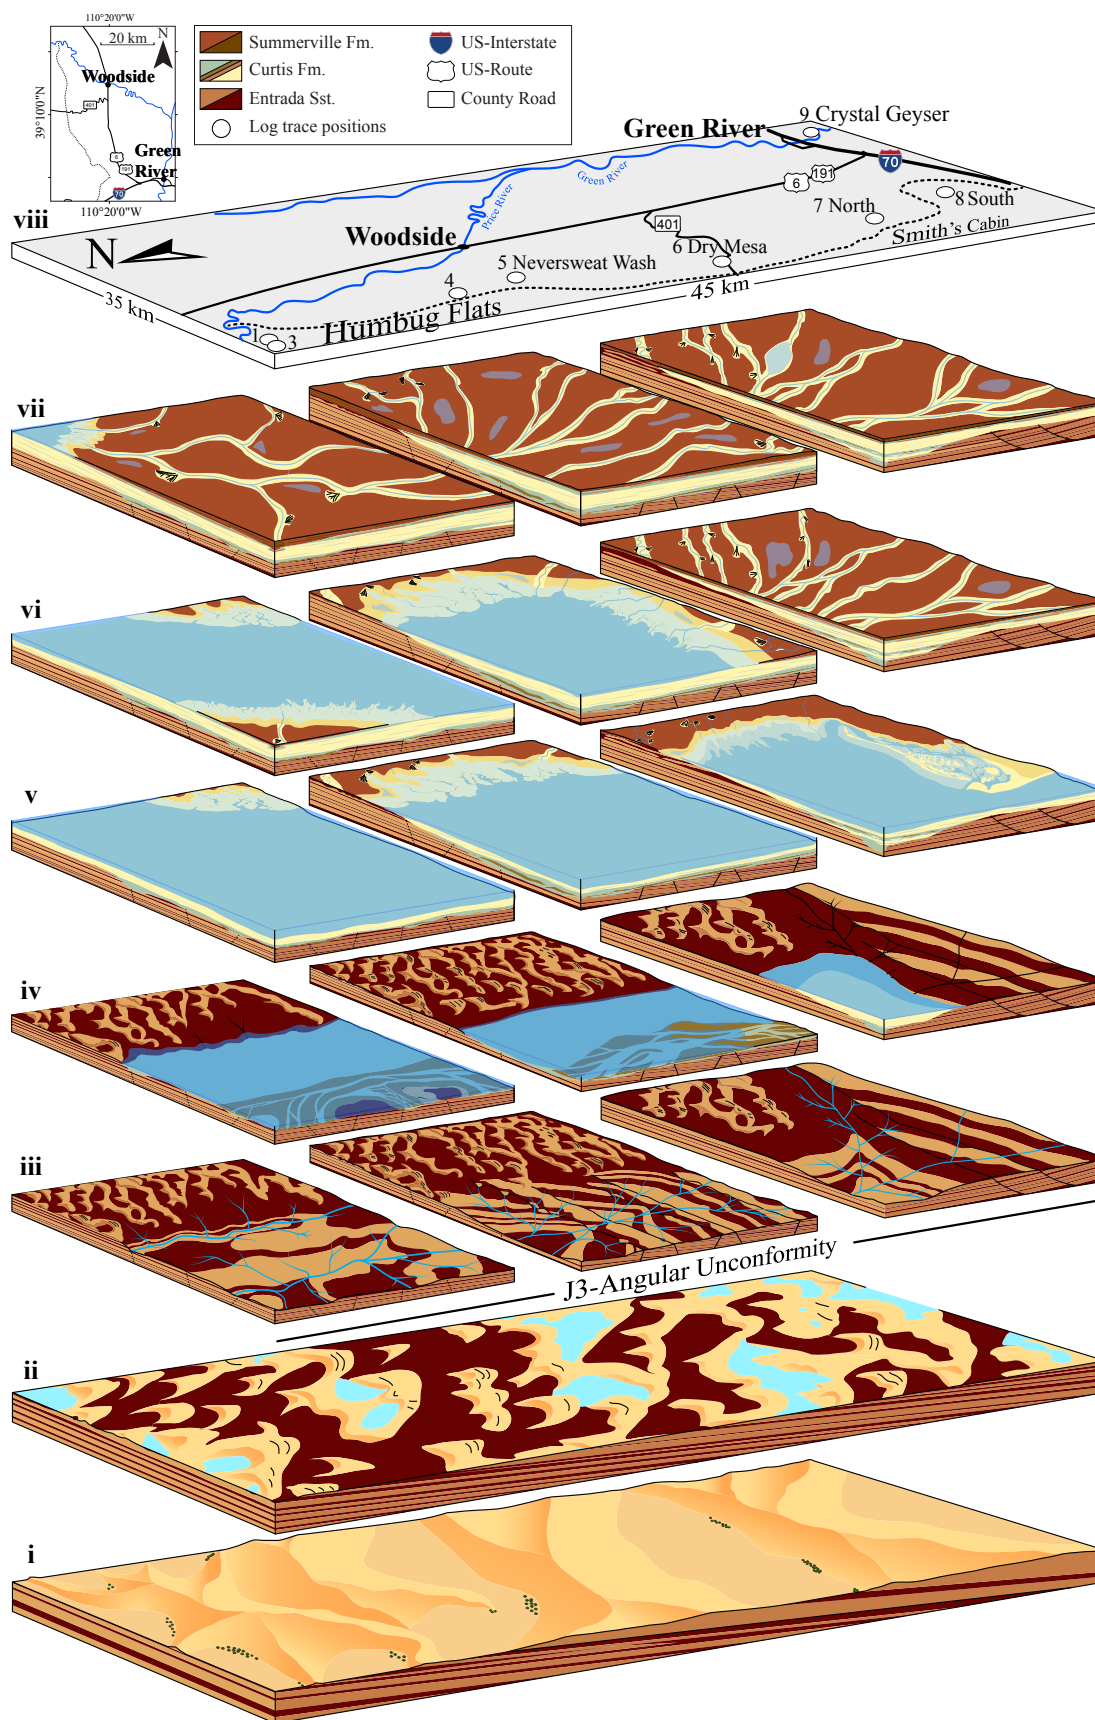 110°20'0"W
20 km
N
Woodside
401
39°10'0"N
6
191
Green
River
70
110°20'0"W
Summerville Fm.
Curtis Fm.
Entrada Sst.
Log trace positions
US-Interstate
US-Route
County Road
9 Crystal Geyser
Green River
70
191
6
Green River
Price River
viii
N
Woodside
401
7 North
8 South
Smith's Cabin
6 Dry Mesa
5 Neversweat Wash
4
45 km
35 km
Humbug Flats
1
3
vii
vi
v
iv
iii
J3-Angular Unconformity
ii
i